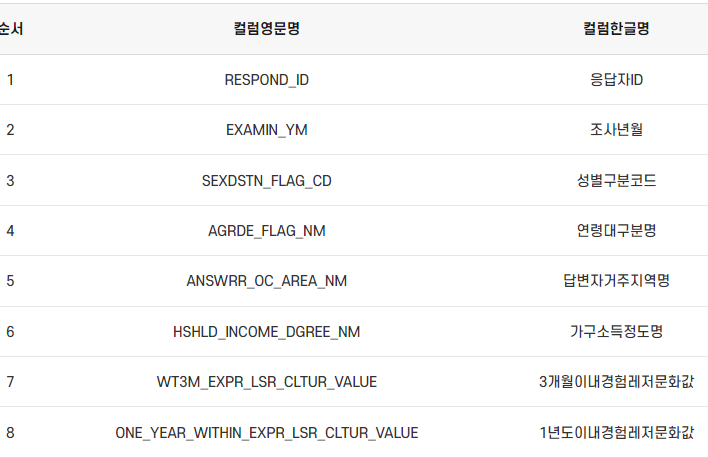 순서 컬럼영문명 컬럼한글명
1 RESPOND_ID 응답자ID
2 EXAMIN_YM 조사년월
3 SEXDSTN_FLAG_CD 성별구분코드
4 AGRDE_FLAG_NM 연령대구분명
5 ANSWRR_OC_AREA_NM 답변자거주지역명
6 HSHLD_INCOME_DGREE_NM 가구소득정도명
7 WT3M_EXPR_LSR_CLTUR_VALUE 3개월이내경험레저문화값
8 ONE_YEAR_WITHIN_EXPR_LSR_CLTUR_VALUE 1년도이내경험레저문화값